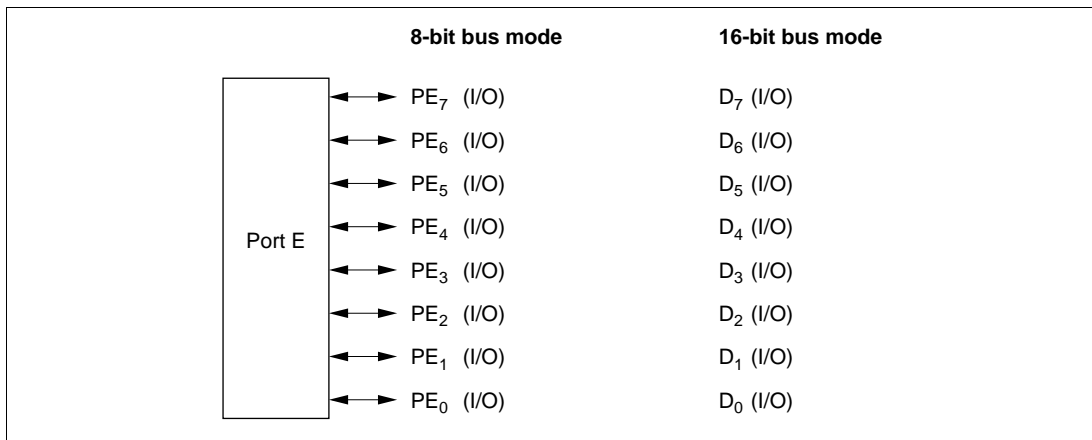 8-bit bus mode 16-bit bus mode
PE7 (I/O) D7 (I/O)
PE6 (I/O) D6 (I/O)
PE5 (I/O) D5 (I/O)
PE4 (I/O) D4 (I/O)
Port E
PE3 (I/O) D3 (I/O)
PE2 (I/O) D2 (I/O)
PE1 (I/O) D1 (I/O)
PE0 (I/O) D0 (I/O)